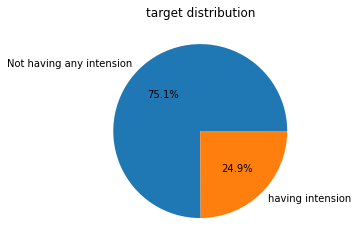 target distribution
Not having any intension
75.1%
24.9%
having intension